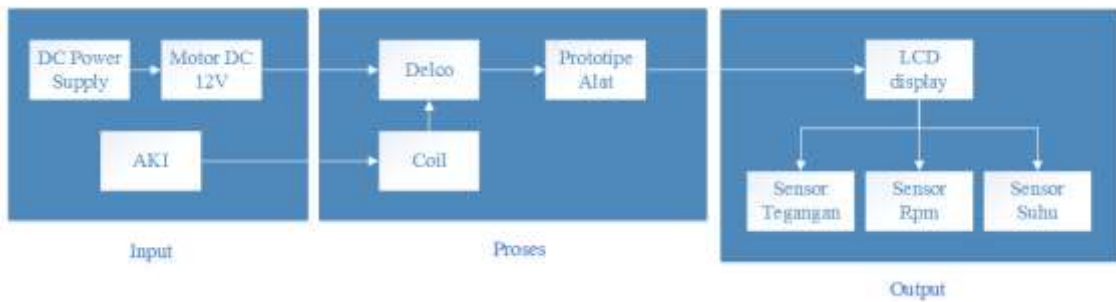 DC Power
Supply
Motor DC
12V
AKI
Input
Delco
Prototipe
Alat
Coil
Proses
LCD
display
Sensor
Tegangan
Sensor
Rpm
Sensor
Suhu
Output